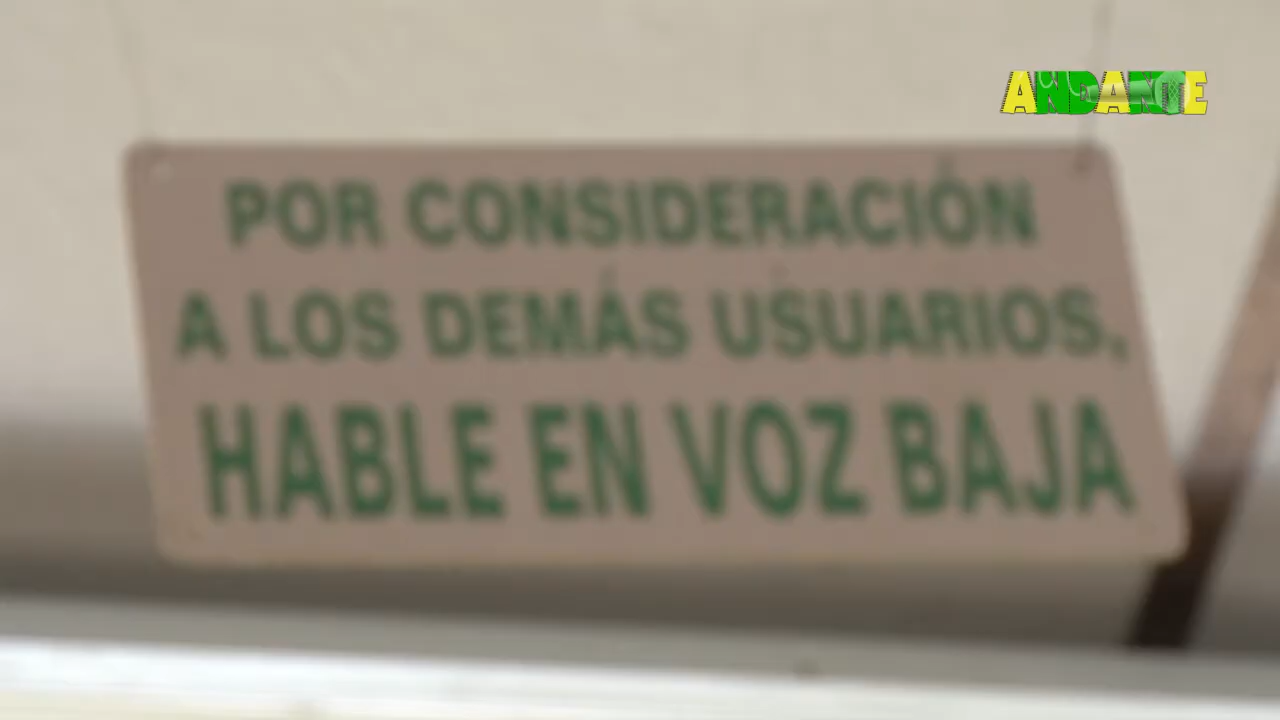 ANDANTE
POR CONSIDERACIÓN
A LOS DEMÁS USUARIOS,
HABLE EN VOZ BAJA